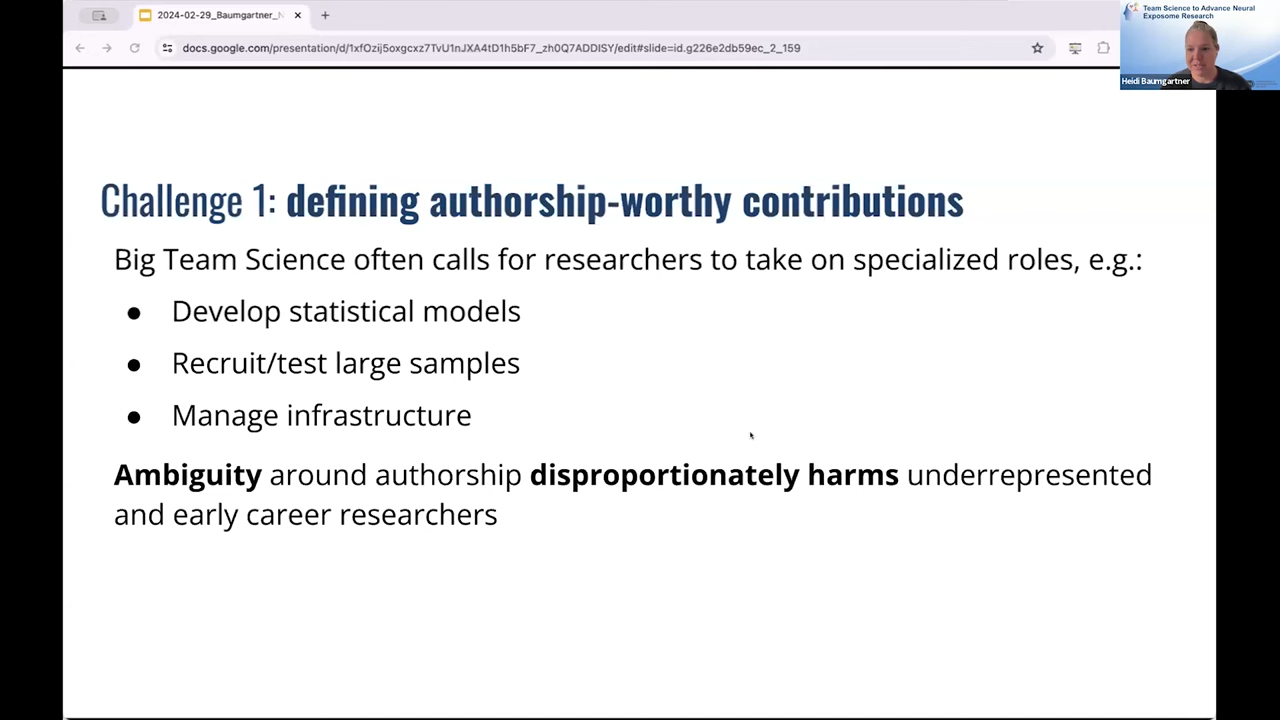 2024-02-29_Baumgartner_N
docs.google.com/presentation/d/1xfOzij5oxgcxz7TvU1nJXA4tD1h5bF7_zh0Q7ADDISY/edit#slide=id.g226e2db59ec_2_159
Team Science to Advance Neural
Exposome Research
Heidi Baumgartner
Challenge 1: defining authorship-worthy contributions
Big Team Science often calls for researchers to take on specialized roles, e.g.:
● Develop statistical models
● Recruit/test large samples
● Manage infrastructure
Ambiguity around authorship disproportionately harms underrepresented
and early career researchers